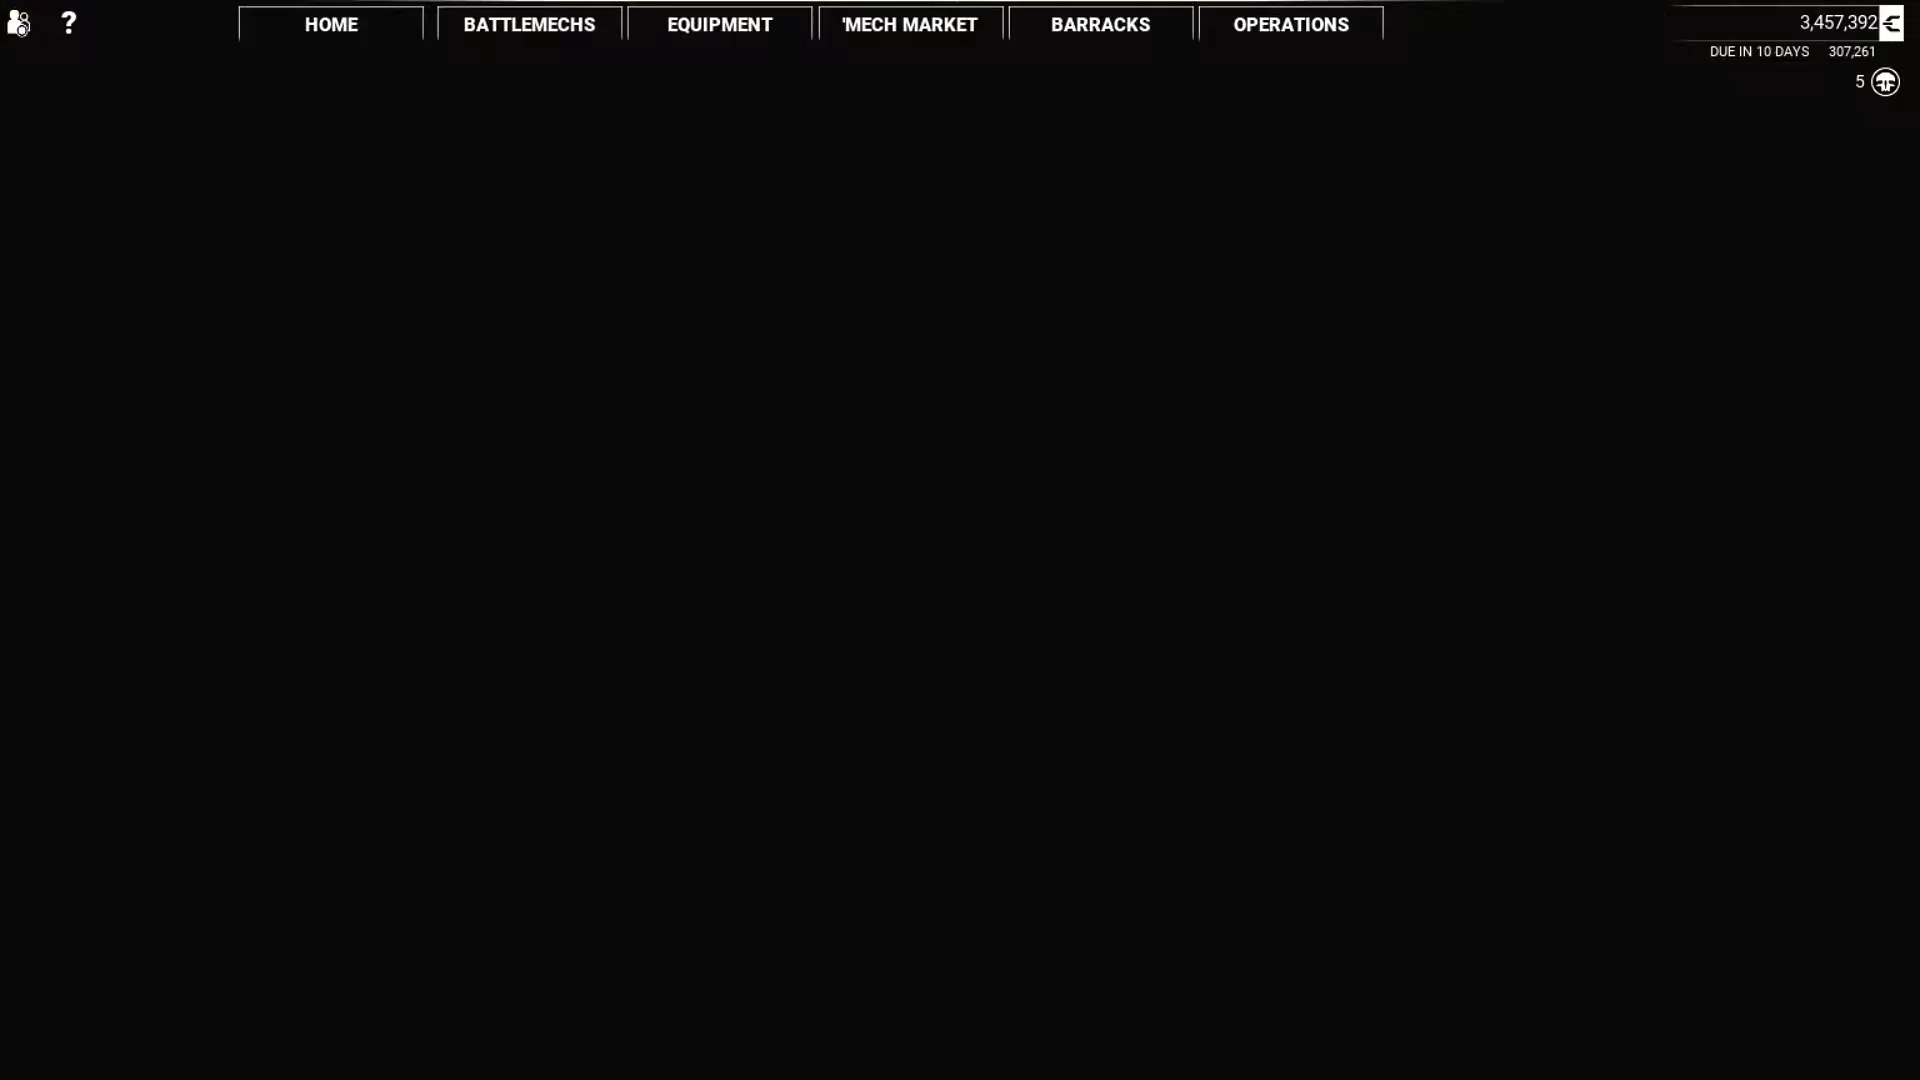 ?
HOME
BATTLEMECHS
EQUIPMENT
'MECH MARKET
BARRACKS
OPERATIONS
3,457,392
DUE IN 10 DAYS 307,261
5